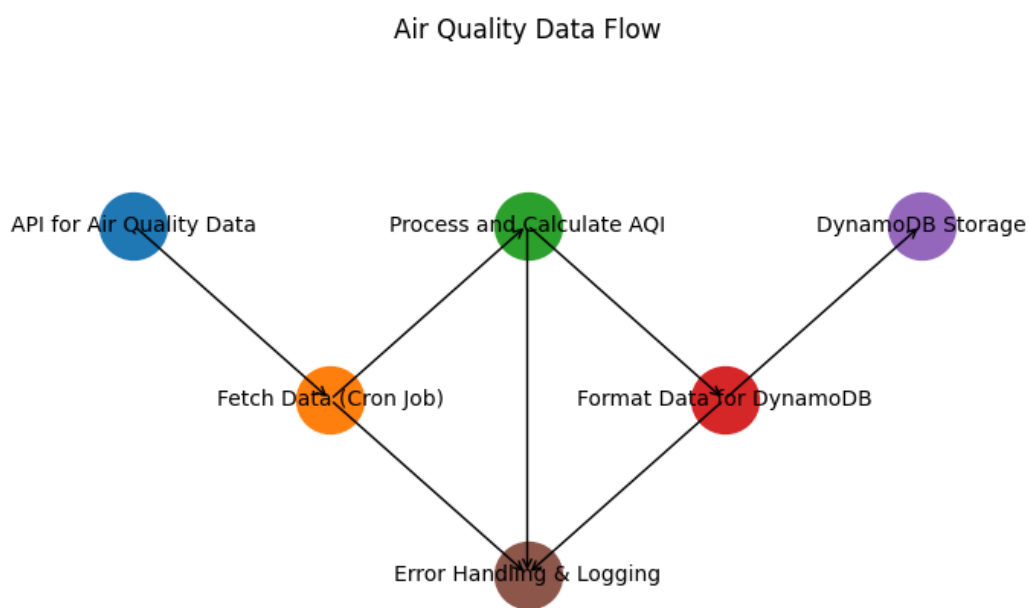 Air Quality Data Flow
API for Air Quality Data
Process and Calculate AQI
DynamoDB Storage
Fetch Data (Cron Job)
Format Data for DynamoDB
Error Handling & Logging